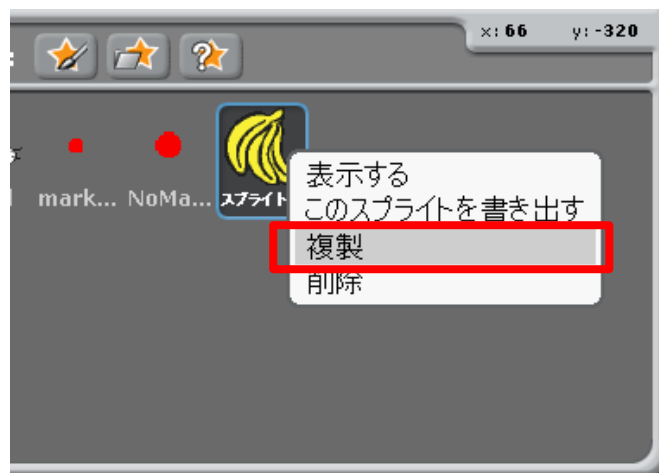 x: 66 y: -320
mark... NoMa... スプライト
表示する
このスプライトを書き出す
複製
削除